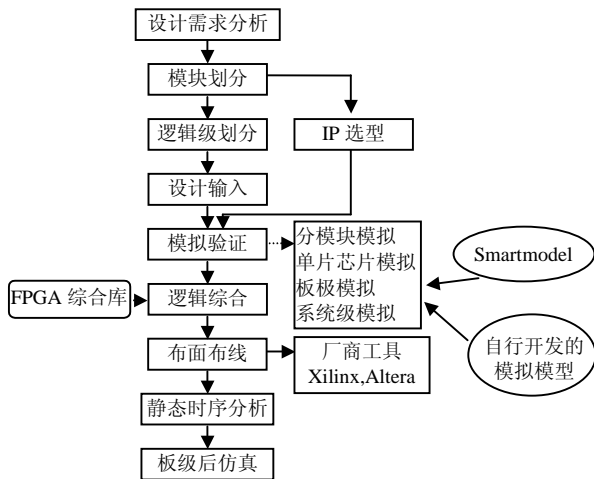 设计需求分析
模块划分
逻辑级划分
IP 选型
设计输入
模拟验证
分模块模拟
单片芯片模拟
板极模拟
系统级模拟
Smartmodel
FPGA 综合库
逻辑综合
自行开发的
模拟模型
布面布线
厂商工具
Xilinx,Altera
静态时序分析
板级后仿真